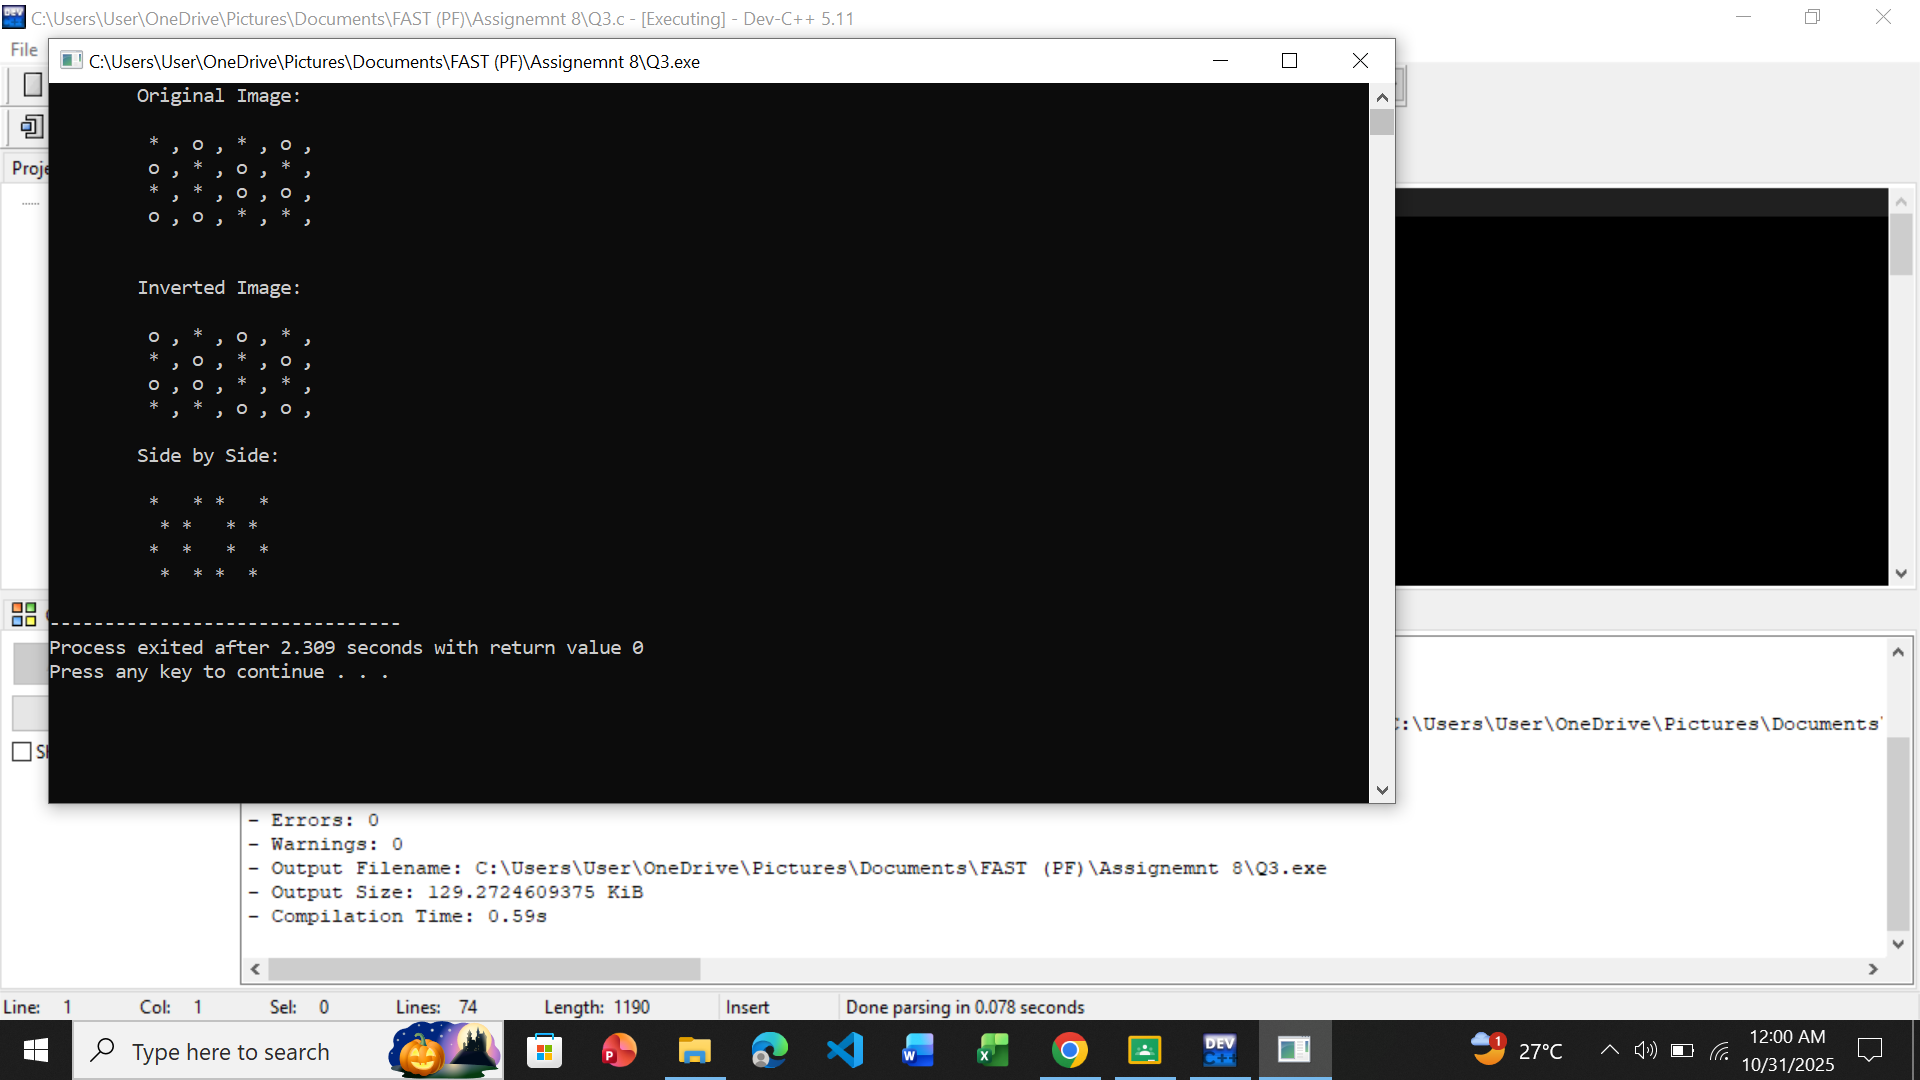 C:\Users\User\OneDrive\Pictures\Documents\FAST (PF)\Assignemnt 8\Q3.c - [Executing] - Dev-C++ 5.11
File
C:\Users\User\OneDrive\Pictures\Documents\FAST (PF)\Assignemnt 8\Q3.exe
Proje
Original Image:
* , o , * , o ,
o , * , o , * ,
* , * , o , o ,
o , o , * , * ,
Inverted Image:
o , * , o , * ,
* , o , * , o ,
o , o , * , * ,
* , * , o , o ,
Side by Side:
*   * *   *
 * *   * *
*  *   *  *
 *  * *  *
--------------------------------
Process exited after 2.309 seconds with return value 0
Press any key to continue . . .
C:\Users\User\OneDrive\Pictures\Documents
- Errors: 0
- Warnings: 0
- Output Filename: C:\Users\User\OneDrive\Pictures\Documents\FAST (PF)\Assignemnt 8\Q3.exe
- Output Size: 129.2724609375 KiB
- Compilation Time: 0.59s
Line: 1 Col: 1 Sel: 0 Lines: 74 Length: 1190 Insert Done parsing in 0.078 seconds
Type here to search
DEV C++
1
27°C
12:00 AM
10/31/2025